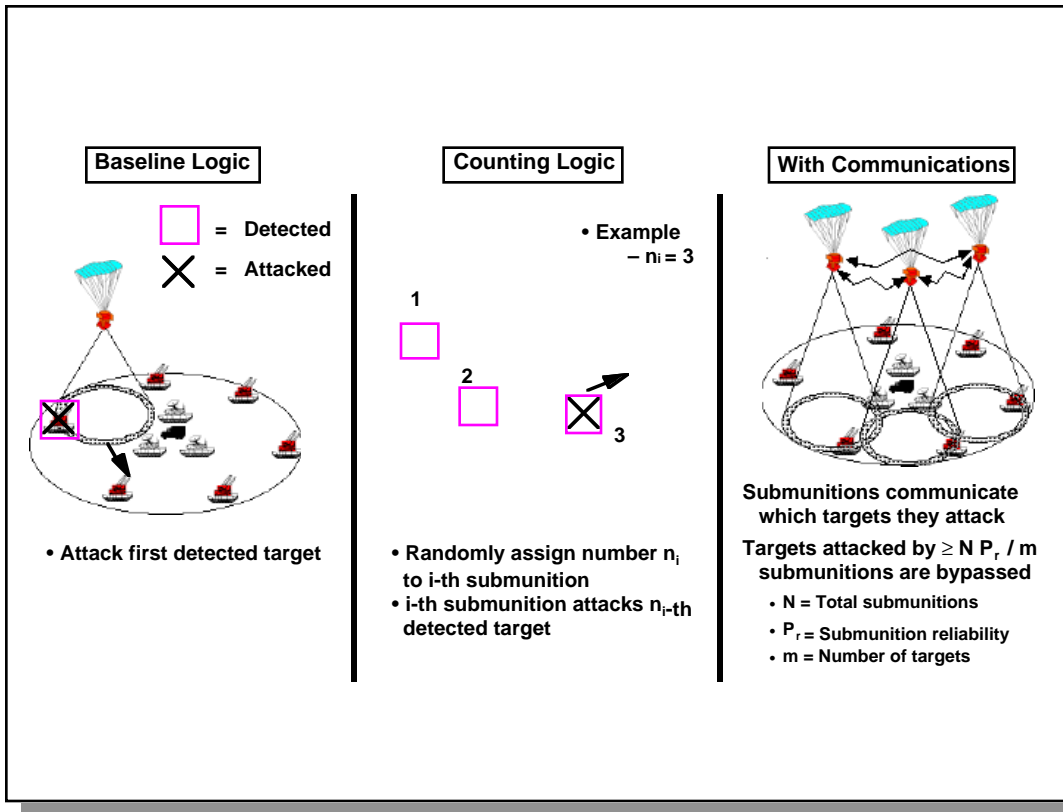 Baseline Logic
= Detected
= Attacked
• Attack first detected target
Counting Logic
• Example
– ni = 3
1
2
3
• Randomly assign number ni
to i-th submunition
• i-th submunition attacks ni-th
detected target
With Communications
Submunitions communicate
which targets they attack
Targets attacked by ≥ N Pr / m
submunitions are bypassed
• N = Total submunitions
• Pr = Submunition reliability
• m = Number of targets